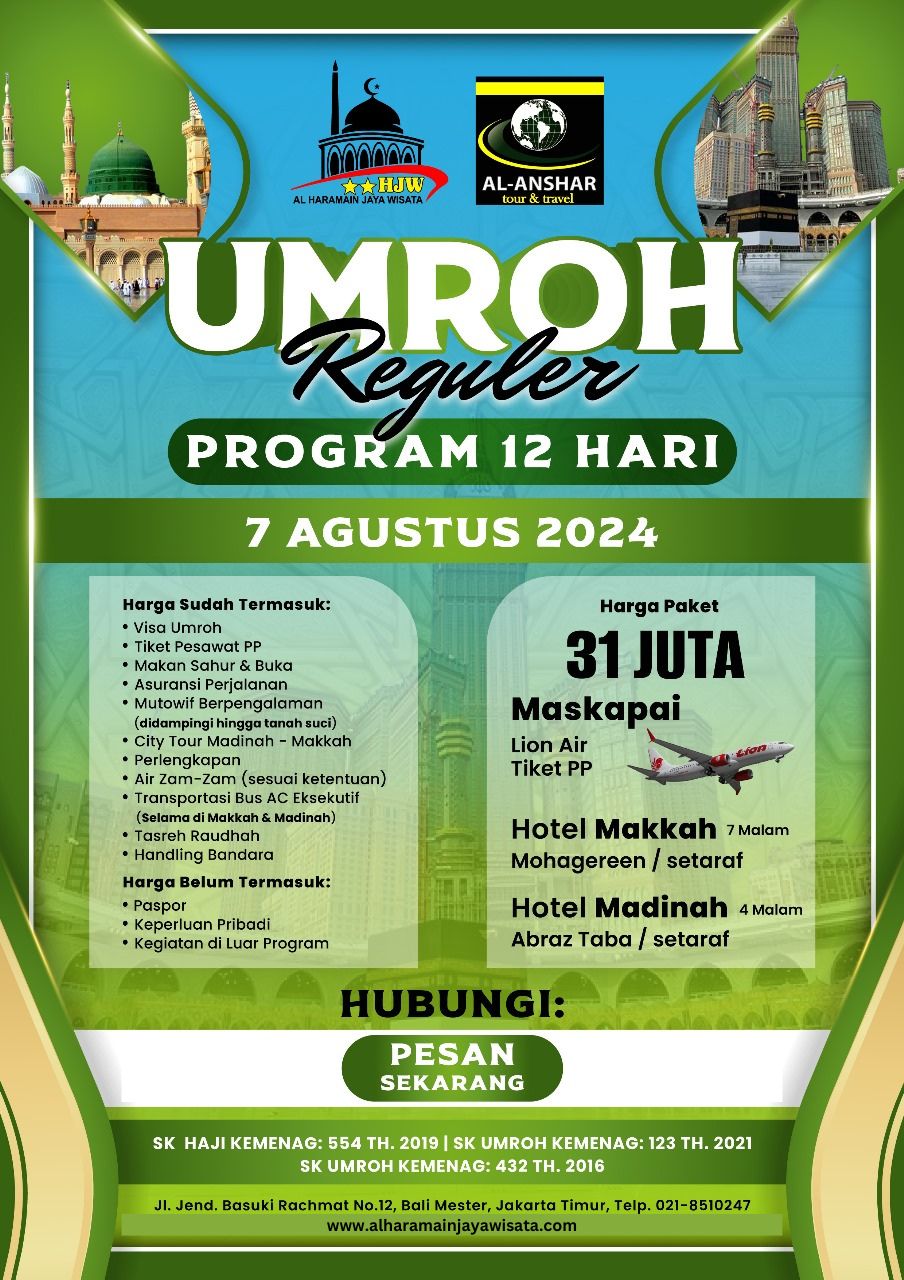 HJW
AL HARAMAIN JAYA WISATA
AL-ANSHAR
tour & travel
UMROH
Reguler
PROGRAM 12 HARI
7 AGUSTUS 2024
Harga Sudah Termasuk:
• Visa Umroh
• Tiket Pesawat PP
• Makan Sahur & Buka
• Asuransi Perjalanan
• Mutowif Berpengalaman
(didampingi hingga tanah suci)
• City Tour Madinah - Makkah
• Perlengkapan
• Air Zam-Zam (sesuai ketentuan)
• Transportasi Bus AC Eksekutif
(Selama di Makkah & Madinah)
• Tasreh Raudhah
• Handling Bandara
Harga Belum Termasuk:
• Paspor
• Keperluan Pribadi
• Kegiatan di Luar Program
Harga Paket
31 JUTA
Maskapai
Lion Air
Tiket PP
Lion
Hotel Makkah 7 Malam
Mohagereen / setaraf
Hotel Madinah 4 Malam
Abraz Taba / setaraf
HUBUNGI:
PESAN
SEKARANG
SK HAJI KEMENAG: 554 TH. 2019 | SK UMROH KEMENAG: 123 TH. 2021
SK UMROH KEMENAG: 432 TH. 2016
Jl. Jend. Basuki Rachmat No.12, Bali Mester, Jakarta Timur, Telp. 021-8510247
www.alharamainjayawisata.com